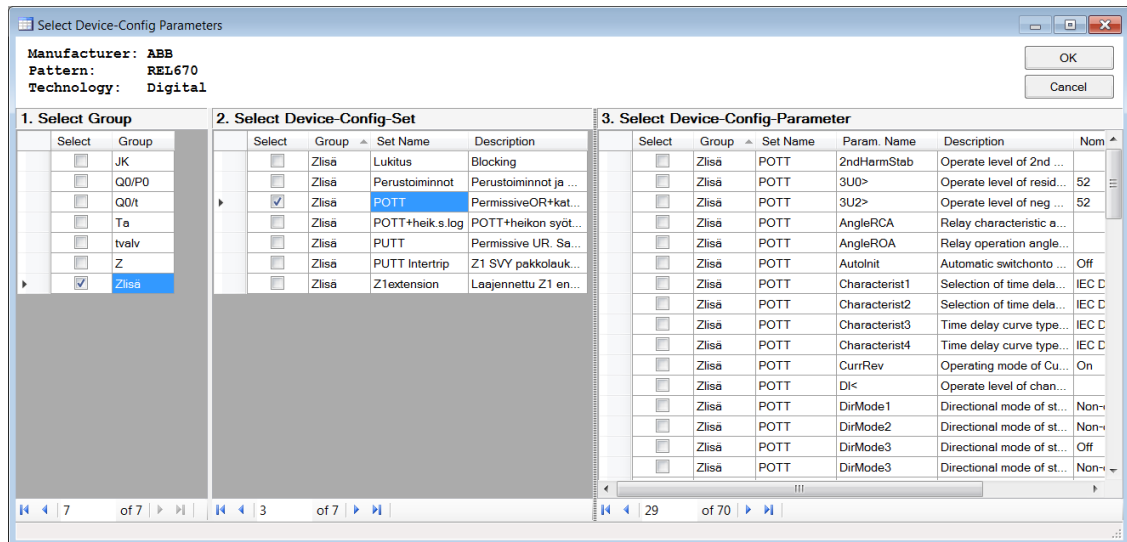 Select Device-Config Parameters
Manufacturer: ABB
Pattern: REL670
Technology: Digital
OK
Cancel
1. Select Group
Select Group
JK
Q0/P0
Q0/t
Ta
tvalv
Z
Zlisä
7 of 7
2. Select Device-Config-Set
Select Group Set Name Description
Zlisä Lukitus Blocking
Zlisä Perustoiminnot Perustoiminnot ja ...
Zlisä POTT PermissiveOR+kat...
Zlisä POTT+heik.s.log POTT+heikon syöt...
Zlisä PUTT Permissive UR. Sa...
Zlisä PUTT Intertrip Z1 SVY pakkolauk...
Zlisä Z1extension Laajennettu Z1 en...
3 of 7
3. Select Device-Config-Parameter
Select Group Set Name Param. Name Description Nom
Zlisä POTT 2ndHarmStab Operate level of 2nd ...
Zlisä POTT 3U0> Operate level of resid... 52
Zlisä POTT 3U2> Operate level of neg ... 52
Zlisä POTT AngleRCA Relay characteristic a...
Zlisä POTT AngleROA Relay operation angle...
Zlisä POTT AutoInit Automatic switchonto ... Off
Zlisä POTT Characterist1 Selection of time dela... IEC D
Zlisä POTT Characterist2 Selection of time dela... IEC D
Zlisä POTT Characterist3 Time delay curve type... IEC D
Zlisä POTT Characterist4 Time delay curve type... IEC D
Zlisä POTT CurrRev Operating mode of Cu... On
Zlisä POTT DI< Operate level of chan...
Zlisä POTT DirMode1 Directional mode of st... Non-
Zlisä POTT DirMode2 Directional mode of st... Non-
Zlisä POTT DirMode3 Directional mode of st... Off
Zlisä POTT DirMode3 Directional mode of st... Non-
29 of 70